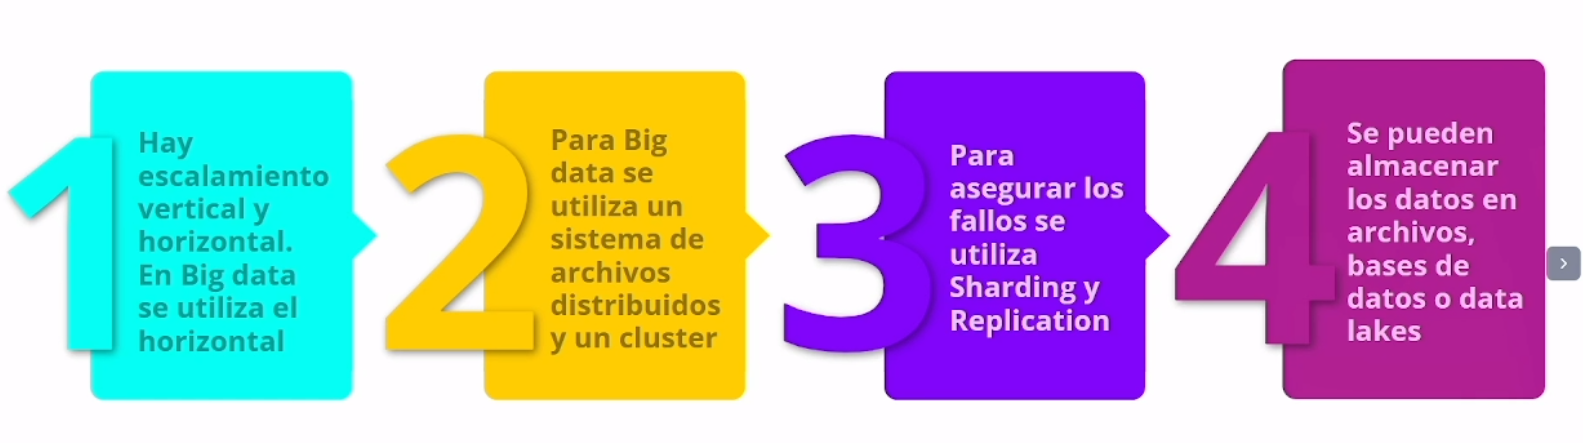 1
Hay
escalamiento
vertical y
horizontal.
En Big data
se utiliza el
horizontal
2
Para Big
data se
utiliza un
sistema de
archivos
distribuidos
y un cluster
3
Para
asegurar los
fallos se
utiliza
Sharding y
Replication
4
Se pueden
almacenar
los datos en
archivos,
bases de
datos o data
lakes